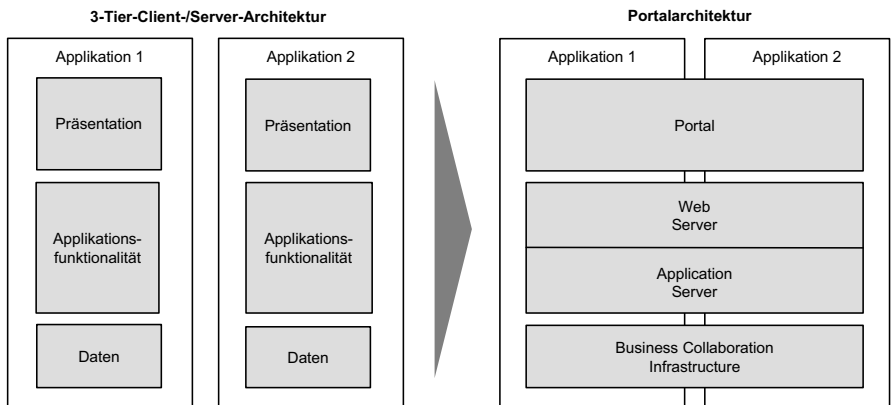 3-Tier-Client-/Server-Architektur
Applikation 1
Präsentation
Applikations-
funktionalität
Daten
Applikation 2
Präsentation
Applikations-
funktionalität
Daten
Portalarchitektur
Applikation 1
Applikation 2
Portal
Web
Server
Application
Server
Business Collaboration
Infrastructure